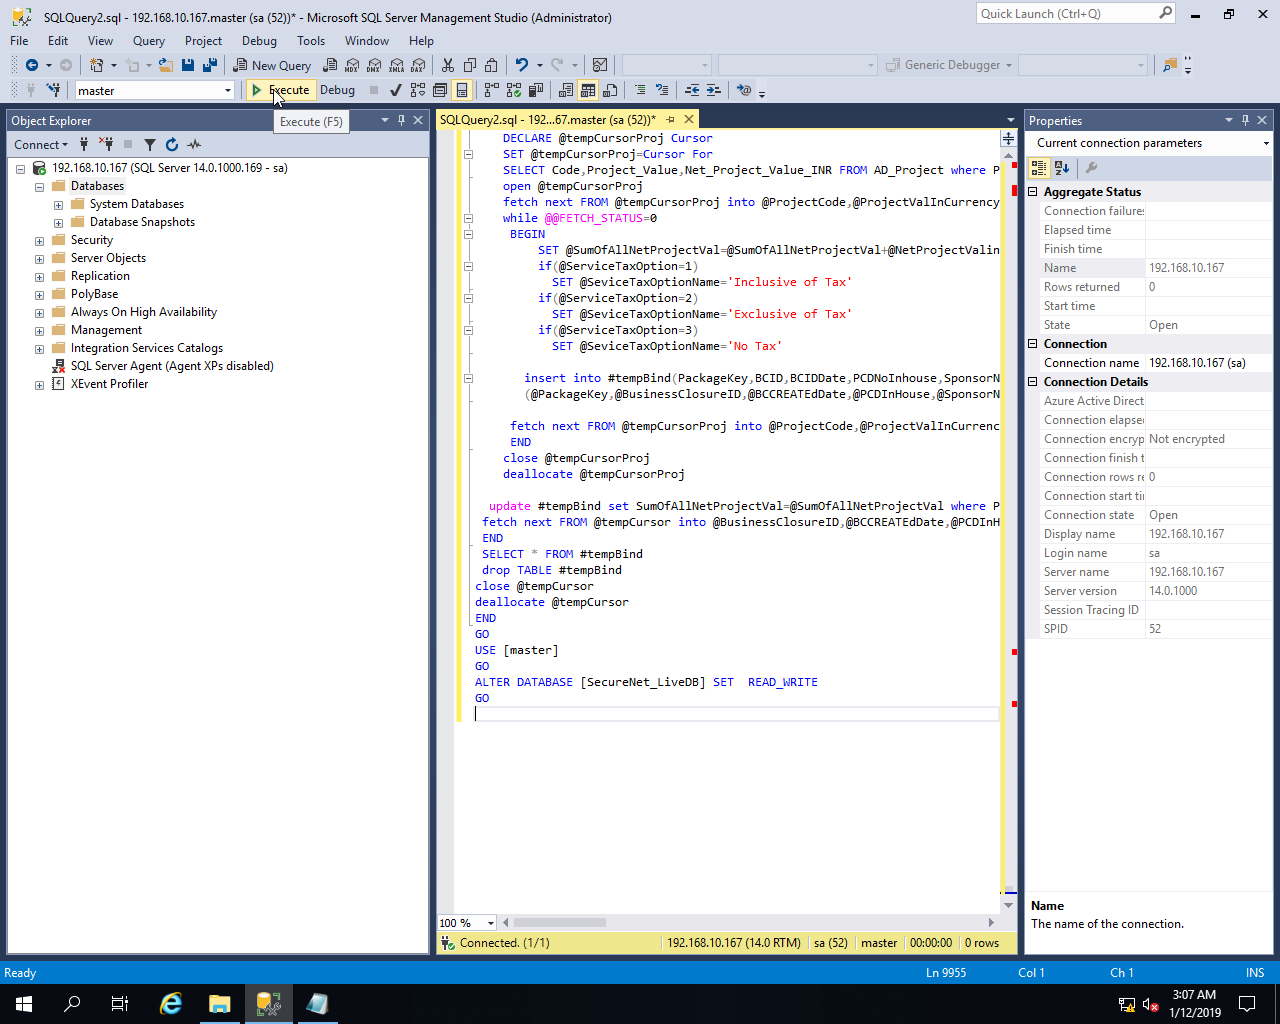 SQLQuery2.sql - 192.168.10.167.master (sa (52))* - Microsoft SQL Server Management Studio (Administrator)
Quick Launch (Ctrl+Q)
File Edit View Query Project Debug Tools Window Help
New Query
MDX DMX XMLA DAX
Generic Debugger
master
Execute Debug
Execute (F5)
Object Explorer
Connect
192.168.10.167 (SQL Server 14.0.1000.169 - sa)
Databases
System Databases
Database Snapshots
Security
Server Objects
Replication
PolyBase
Always On High Availability
Management
Integration Services Catalogs
SQL Server Agent (Agent XPs disabled)
XEvent Profiler
SQLQuery2.sql - 192...67.master (sa (52))*
DECLARE @tempCursorProj Cursor
SET @tempCursorProj=Cursor For
SELECT Code,Project_Value,Net_Project_Value_INR FROM AD_Project where P
open @tempCursorProj
fetch next FROM @tempCursorProj into @ProjectCode,@ProjectValInCurrency
while @@FETCH_STATUS=0
BEGIN
SET @SumOfAllNetProjectVal=@SumOfAllNetProjectVal+@NetProjectValin
if(@ServiceTaxOption=1)
SET @SeviceTaxOptionName='Inclusive of Tax'
if(@ServiceTaxOption=2)
SET @SeviceTaxOptionName='Exclusive of Tax'
if(@ServiceTaxOption=3)
SET @SeviceTaxOptionName='No Tax'
insert into #tempBind(PackageKey,BCID,BCIDDate,PCDNoInhouse,SponsorN
(@PackageKey,@BusinessClosureID,@BCCREATEdDate,@PCDInHouse,@SponsorN
fetch next FROM @tempCursorProj into @ProjectCode,@ProjectValInCurrenc
END
close @tempCursorProj
deallocate @tempCursorProj
update #tempBind set SumOfAllNetProjectVal=@SumOfAllNetProjectVal where P
fetch next FROM @tempCursor into @BusinessClosureID,@BCCREATEdDate,@PCDInH
END
SELECT * FROM #tempBind
drop TABLE #tempBind
close @tempCursor
deallocate @tempCursor
END
GO
USE [master]
GO
ALTER DATABASE [SecureNet_LiveDB] SET  READ_WRITE
GO
100 %
Connected. (1/1)
192.168.10.167 (14.0 RTM) sa (52) master 00:00:00 0 rows
Properties
Current connection parameters
Aggregate Status
Connection failures
Elapsed time
Finish time
Name 192.168.10.167
Rows returned 0
Start time
State Open
Connection
Connection name 192.168.10.167 (sa)
Connection Details
Azure Active Direct
Connection elapsed
Connection encryp Not encrypted
Connection finish t
Connection rows re 0
Connection start ti
Connection state Open
Display name 192.168.10.167
Login name sa
Server name 192.168.10.167
Server version 14.0.1000
Session Tracing ID
SPID 52
Name
The name of the connection.
Ready
Ln 9955 Col 1 Ch 1 INS
3:07 AM
1/12/2019